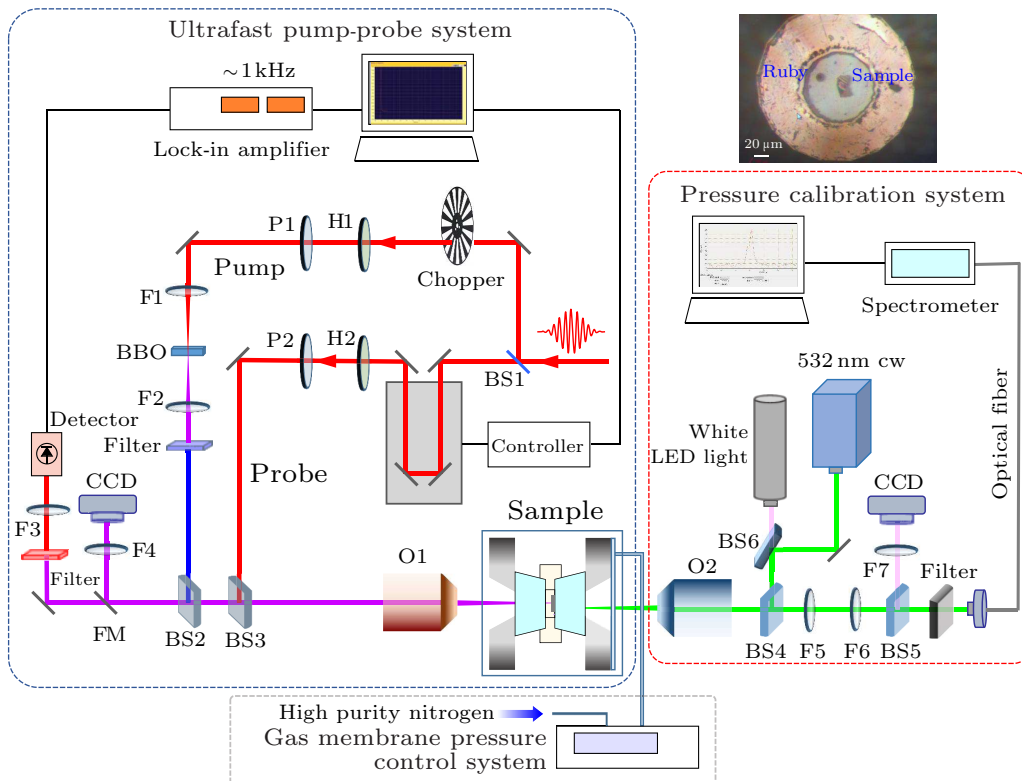 Ultrafast pump-probe system
~1 kHz
Lock-in amplifier
Ruby
Sample
20 μm
Pressure calibration system
P1
H1
Pump
Chopper
Spectrometer
F1
BBO
P2
H2
BS1
532 nm cw
F2
Detector
Filter
Controller
White
LED light
Optical fiber
Probe
CCD
CCD
Sample
F3
F4
BS6
F7
O1
O2
Filter
Filter
FM
BS2
BS3
BS4
F5
F6
BS5
High purity nitrogen
Gas membrane pressure
control system